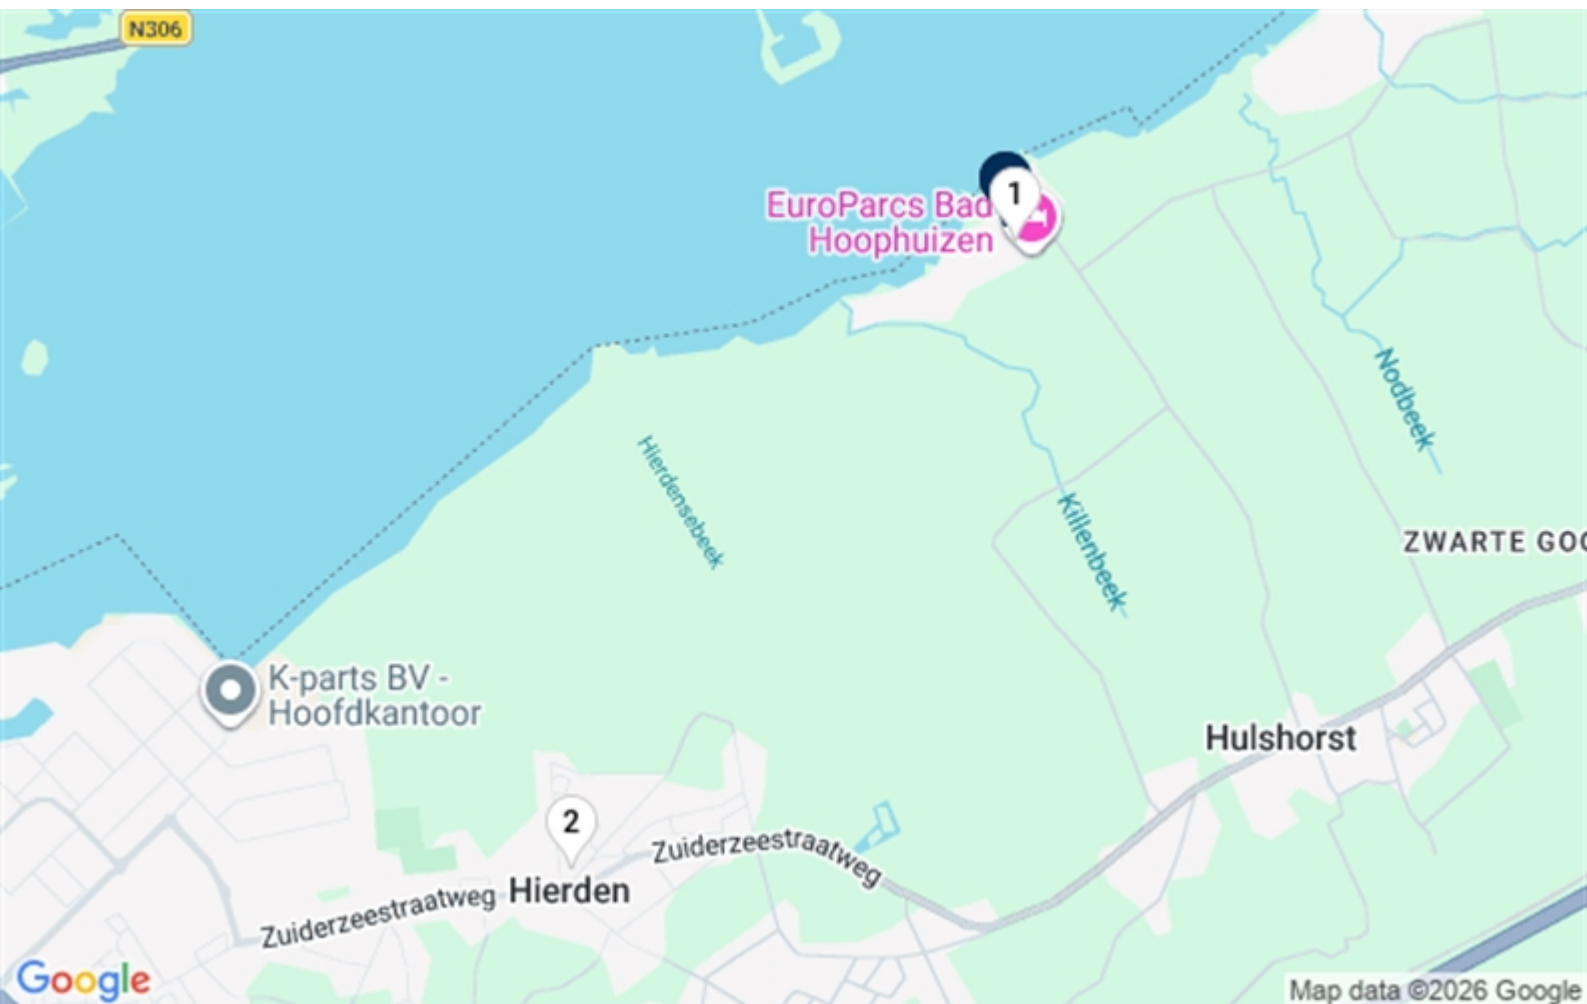 N306
1
EuroParcs Bad
Hoophuizen
Nodbeek
Hierdensebeek
Killenbeek
ZWARTE GOO
K-parts BV -
Hoofdkantoor
Hulshorst
2
Zuiderzeestraatweg
Hierden
Zuiderzeestraatweg
Google
Map data ©2026 Google